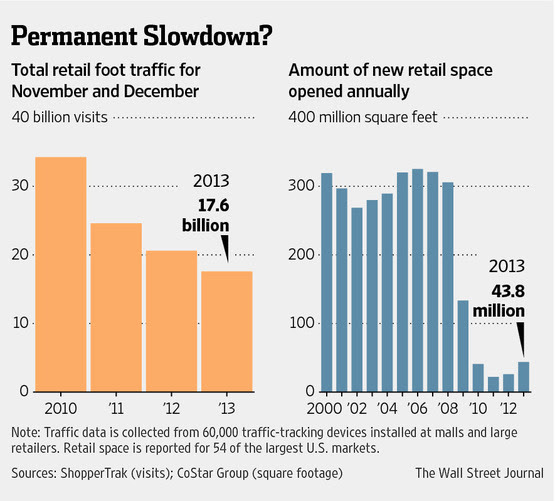 Permanent Slowdown?
Total retail foot traffic for
November and December
40 billion visits
30
20
10
0
2013
17.6
billion
2010 ’11 ’12 ’13
Amount of new retail space
opened annually
400 million square feet
300
200
100
0
2013
43.8
million
2000 ’02 ’04 ’06 ’08 ’10 ’12
Note: Traffic data is collected from 60,000 traffic-tracking devices installed at malls and large
retailers. Retail space is reported for 54 of the largest U.S. markets.
Sources: ShopperTrak (visits); CoStar Group (square footage) The Wall Street Journal